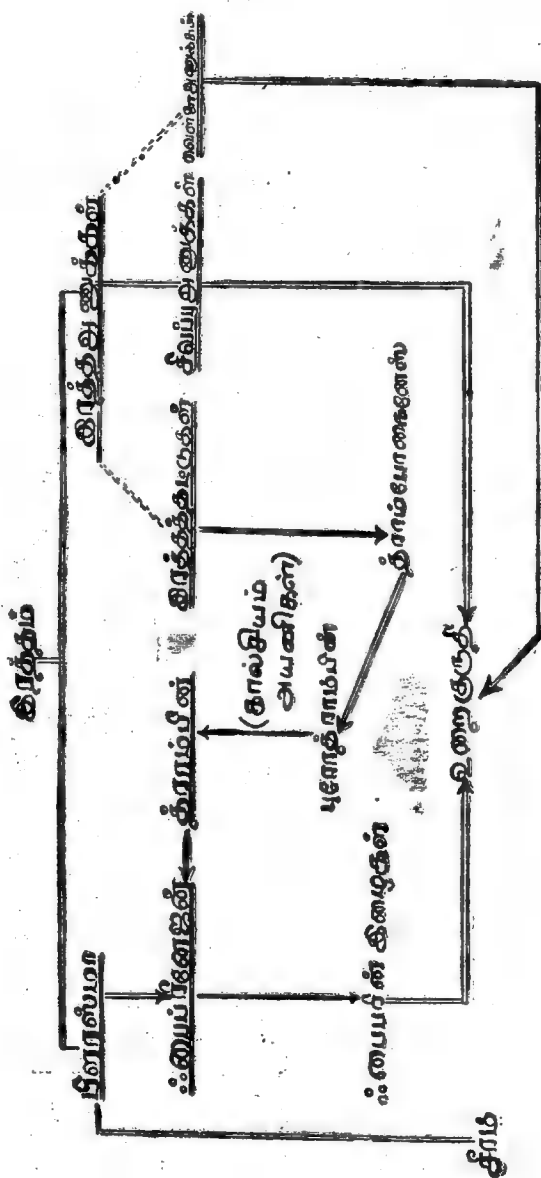 இரத்தம்
பிளாஸ்மா
இரத்த அணுக்கள்
ஃபைப்ரினோஜன்
த்ராம்பின்
இரத்தத்தட்டுகள்
சிவப்பு அணுக்கள்
வெள்ளை அணுக்கள்
(கால்சியம்
அயனிகள்)
புரோத்ராம்பின்
த்ராம்போகைனேஸ்
ஃபைபரின் இழைகள்
உறைகுருதி
சீரம்